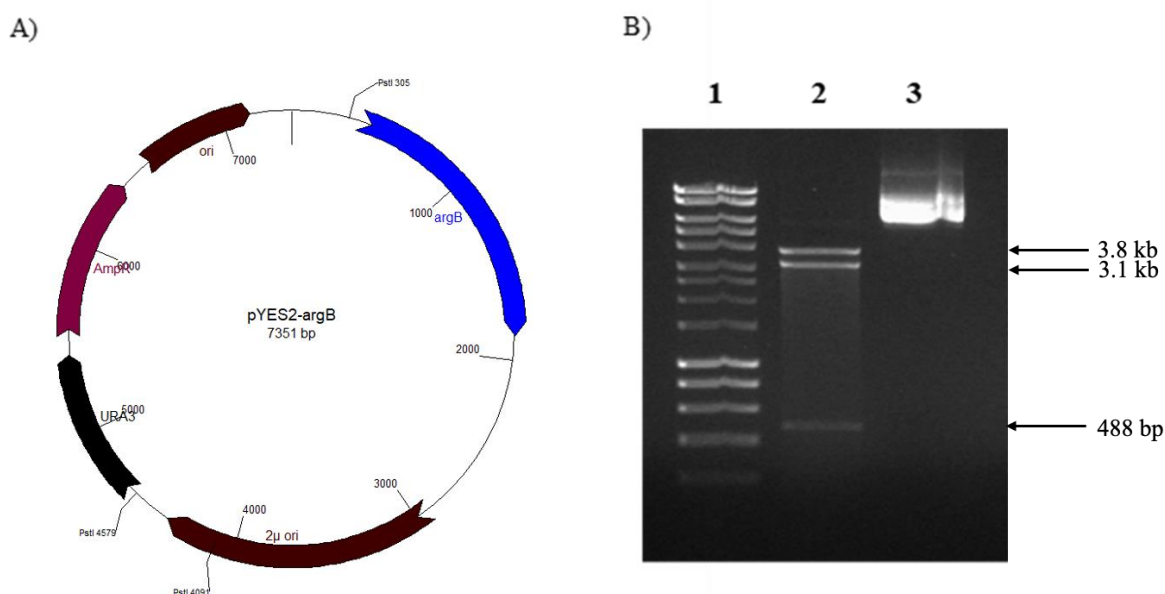 A)
B)
PstI 305
1 2 3
ori
7000
1000
argB
AmpR
6000
3.8 kb
3.1 kb
pYES2-argB
7351 bp
2000
URA3
5000
488 bp
3000
4000
2μ ori
PstI 4579
PstI 4091